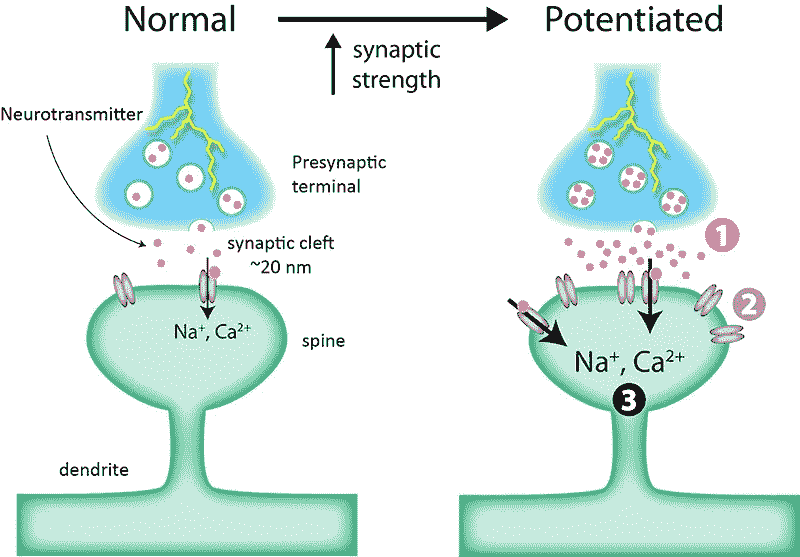 Normal
Potentiated
synaptic
strength
Neurotransmitter
Presynaptic
terminal
synaptic cleft
~20 nm
1
2
Na⁺, Ca²⁺
spine
Na⁺, Ca²⁺
3
dendrite